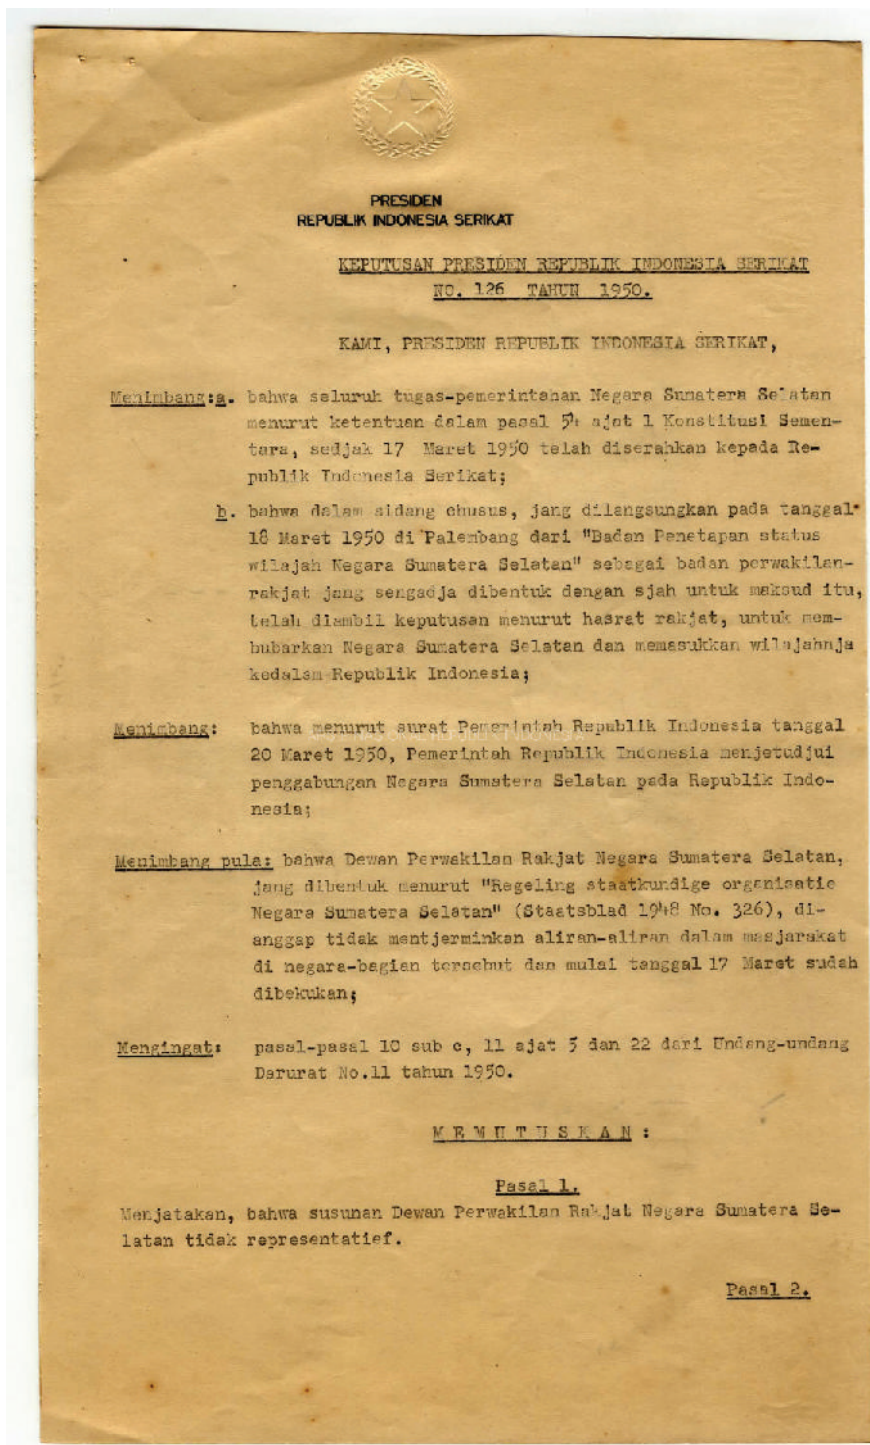 PRESIDEN
REPUBLIK INDONESIA SERIKAT
KEPUTUSAN PRESIDEN REPUBLIK INDONESIA SERIKAT
NO. 126 TAHUN 1950.
KAMI, PRESIDEN REPUBLIK INDONESIA SERIKAT,
Menimbang:a. bahwa seluruh tugas-pemerintahan Negara Sumatera Selatan
menurut ketentuan dalam pasal 54 ajat 1 Konstitusi Semen-
tara, sedjak 17 Maret 1950 telah diserahkan kepada Re-
publik Indonesia Serikat;
b. bahwa dalam sidang chusus, jang dilangsungkan pada tanggal
18 Maret 1950 di Palembang dari "Badan Penetapan status
wilajah Negara Sumatera Selatan" sebagai badan perwakilan-
rakjat jang sengadja dibentuk dengan sjah untuk maksud itu,
telah diambil keputusan menurut hasrat rakjat, untuk mem-
bubarkan Negara Sumatera Selatan dan memasukkan wilajahnja
kedalam Republik Indonesia;
Menimbang: bahwa menurut surat Pemerintah Republik Indonesia tanggal
20 Maret 1950, Pemerintah Republik Indonesia menjetudjui
penggabungan Negara Sumatera Selatan pada Republik Indo-
nesia;
Menimbang pula: bahwa Dewan Perwakilan Rakjat Negara Sumatera Selatan,
jang dibentuk menurut "Regeling staatkundige organisatie
Negara Sumatera Selatan" (Staatsblad 1948 No. 326), di-
anggap tidak mentjerminkan aliran-aliran dalam masjarakat
di negara-bagian tersebut dan mulai tanggal 17 Maret sudah
dibekukan;
Mengingat: pasal-pasal 10 sub c, 11 ajat 3 dan 22 dari Undang-undang
Darurat No.11 tahun 1950.
M E M U T U S K A N :
Pasal 1.
Menjatakan, bahwa susunan Dewan Perwakilan Rakjat Negara Sumatera Se-
latan tidak representatief.
Pasal 2.